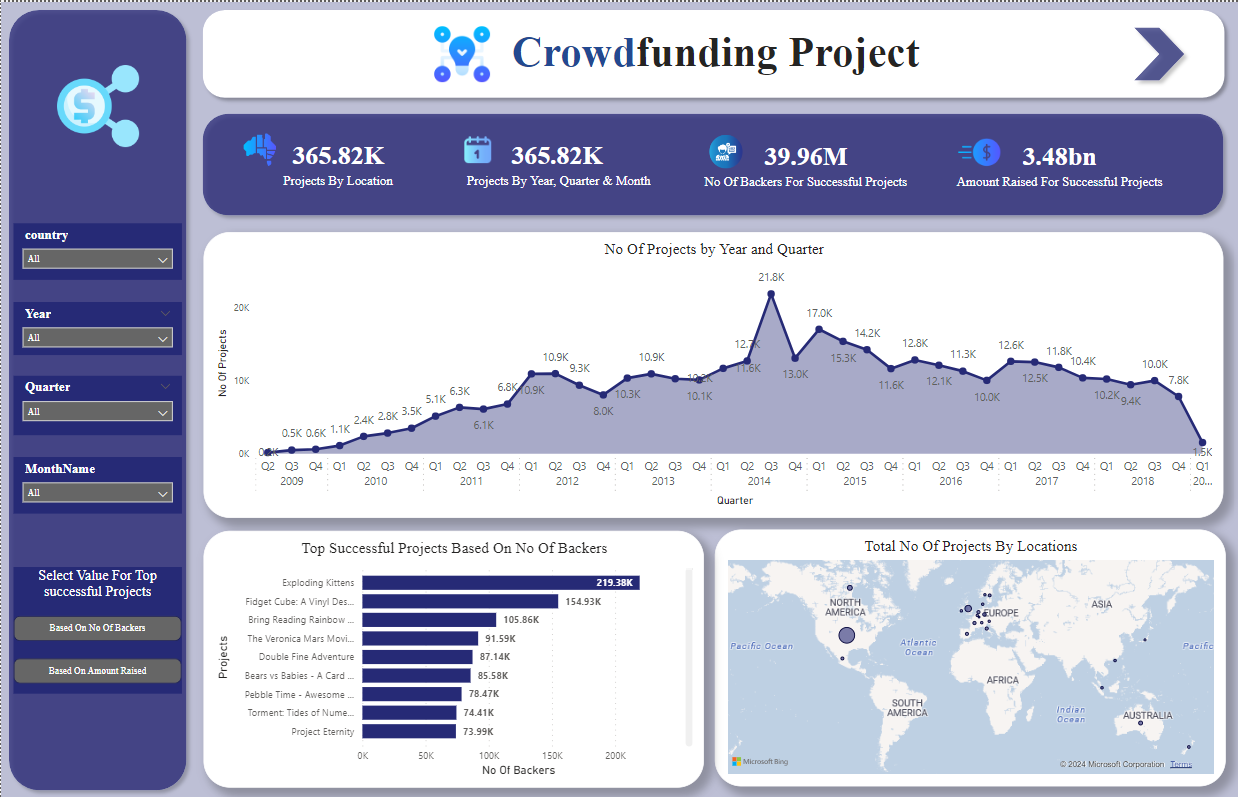 Crowdfunding Project
365.82K
Projects By Location
365.82K
Projects By Year, Quarter & Month
39.96M
No Of Backers For Successful Projects
3.48bn
Amount Raised For Successful Projects
$
1
$
country
All
Year
All
Quarter
All
MonthName
All
Select Value For Top
successful Projects
Based On No Of Backers
Based On Amount Raised
No Of Projects by Year and Quarter
No Of Projects
20K
10K
0K
0.5K 0.6K 1.1K 2.4K 2.8K 3.5K 5.1K 6.3K 6.1K 6.8K 10.9K 10.9K 9.3K 8.0K 10.3K 10.9K 10.1K 11.6K 21.8K 13.0K 17.0K 15.3K 14.2K 11.6K 12.8K 12.1K 11.3K 10.0K 12.6K 12.5K 11.8K 10.4K 10.2K 9.4K 10.0K 7.8K 1.5K
Q2 Q3 Q4 Q1 Q2 Q3 Q4 Q1 Q2 Q3 Q4 Q1 Q2 Q3 Q4 Q1 Q2 Q3 Q4 Q1 Q2 Q3 Q4 Q1 Q2 Q3 Q4 Q1 Q2 Q3 Q4 Q1 Q2 Q3 Q4 Q1 Q2 Q3 Q4 Q1
2009 2010 2011 2012 2013 2014 2015 2016 2017 2018 20...
Quarter
Top Successful Projects Based On No Of Backers
Projects
Exploding Kittens 219.38K
Fidget Cube: A Vinyl Des... 154.93K
Bring Reading Rainbow ... 105.86K
The Veronica Mars Movi... 91.59K
Double Fine Adventure 87.14K
Bears vs Babies - A Card ... 85.58K
Pebble Time - Awesome ... 78.47K
Torment: Tides of Nume... 74.41K
Project Eternity 73.99K
0K 50K 100K 150K 200K
No Of Backers
Total No Of Projects By Locations
NORTH
AMERICA
EUROPE
ASIA
Pacific Ocean
Atlantic
Ocean
Pacific
AFRICA
SOUTH
AMERICA
Indian
Ocean
AUSTRALIA
Microsoft Bing
© 2024 Microsoft Corporation Terms